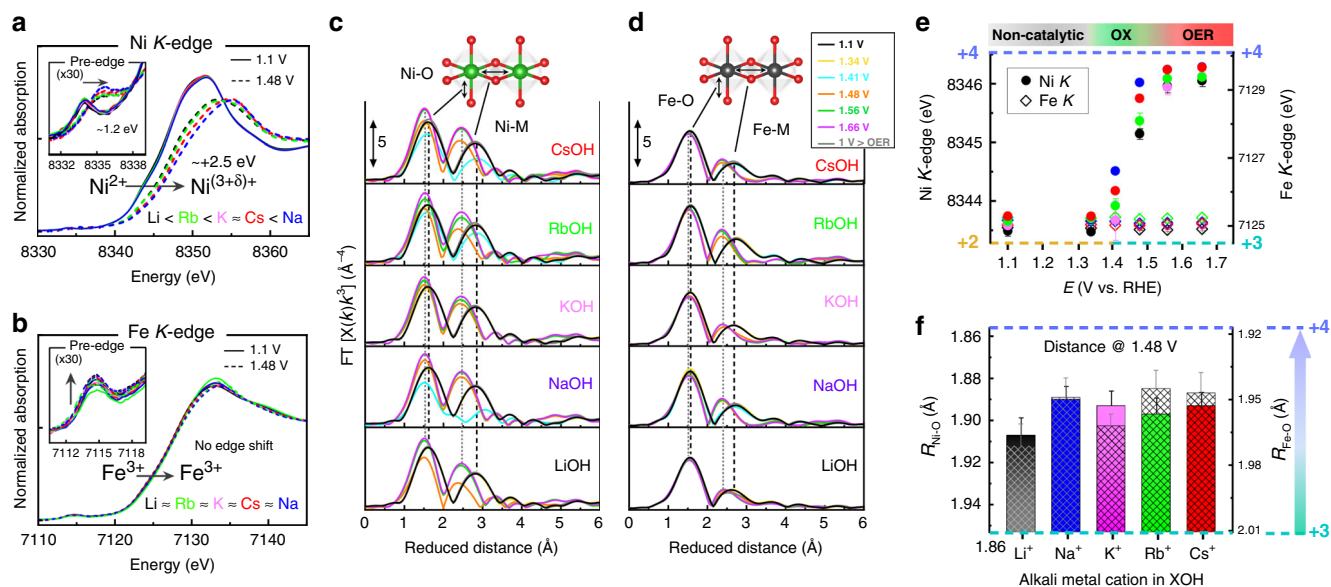 a
Ni K-edge
Pre-edge
(×30)
1.1 V
1.48 V
~1.2 eV
8332 8335 8338
~+2.5 eV
Ni2+ Ni(3+δ)+
Li < Rb < K ≈ Cs < Na
Normalized absorption
8330 8340 8350 8360
Energy (eV)
b
Fe K-edge
Pre-edge
(×30)
1.1 V
1.48 V
7112 7115 7118
No edge shift
Fe3+ Fe3+
Li ≈ Rb ≈ K ≈ Cs ≈ Na
Normalized absorption
7110 7120 7130 7140
Energy (eV)
c
Ni-O
Ni-M
5
CsOH
RbOH
KOH
NaOH
LiOH
FT [X(k)k3] (Å−4)
0 1 2 3 4 5 6
Reduced distance (Å)
d
Fe-O
Fe-M
1.1 V
1.34 V
1.41 V
1.48 V
1.56 V
1.66 V
1 V > OER
CsOH
RbOH
KOH
NaOH
LiOH
0 1 2 3 4 5 6
Reduced distance (Å)
e
Non-catalytic OX OER
+4 +4
Ni K
Fe K
8346
8345
8344
+2
Ni K-edge (eV)
7129
7127
7125
+3
Fe K-edge (eV)
1.1 1.2 1.3 1.4 1.5 1.6 1.7
E (V vs. RHE)
f
Distance @ 1.48 V
1.86
1.88
1.90
1.92
1.94
1.86
RNi-O (Å)
1.92
1.95
1.98
2.01
RFe-O (Å)
+4
+3
Li+ Na+ K+ Rb+ Cs+
Alkali metal cation in XOH